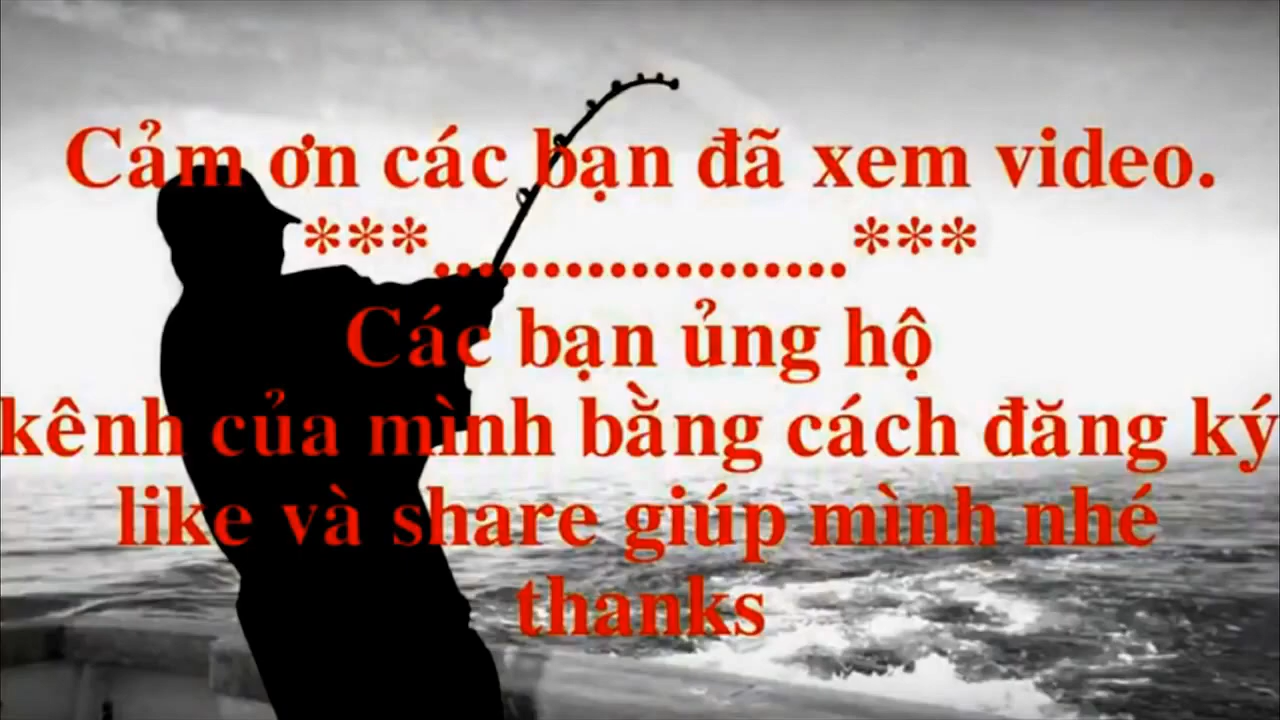 Cảm ơn các bạn đã xem video.
***...................***
Các bạn ủng hộ
kênh của mình bằng cách đăng ký
like và share giúp mình nhé
thanks